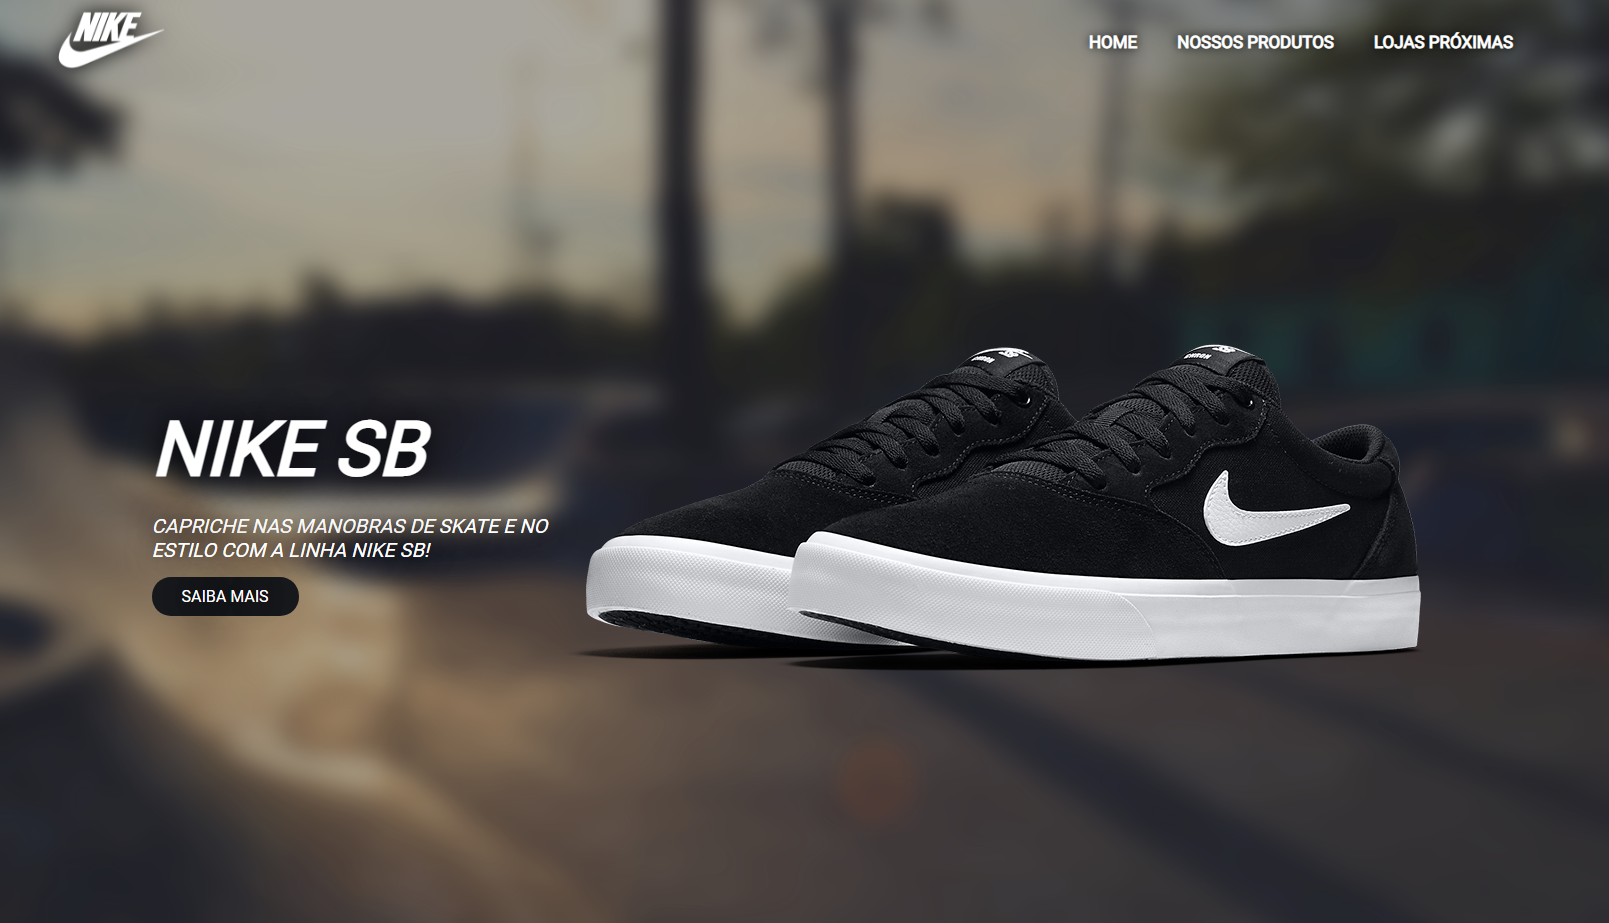 NIKE
HOME
NOSSOS PRODUTOS
LOJAS PRÓXIMAS
NIKE SB
CAPRICHE NAS MANOBRAS DE SKATE E NO
ESTILO COM A LINHA NIKE SB!
SAIBA MAIS